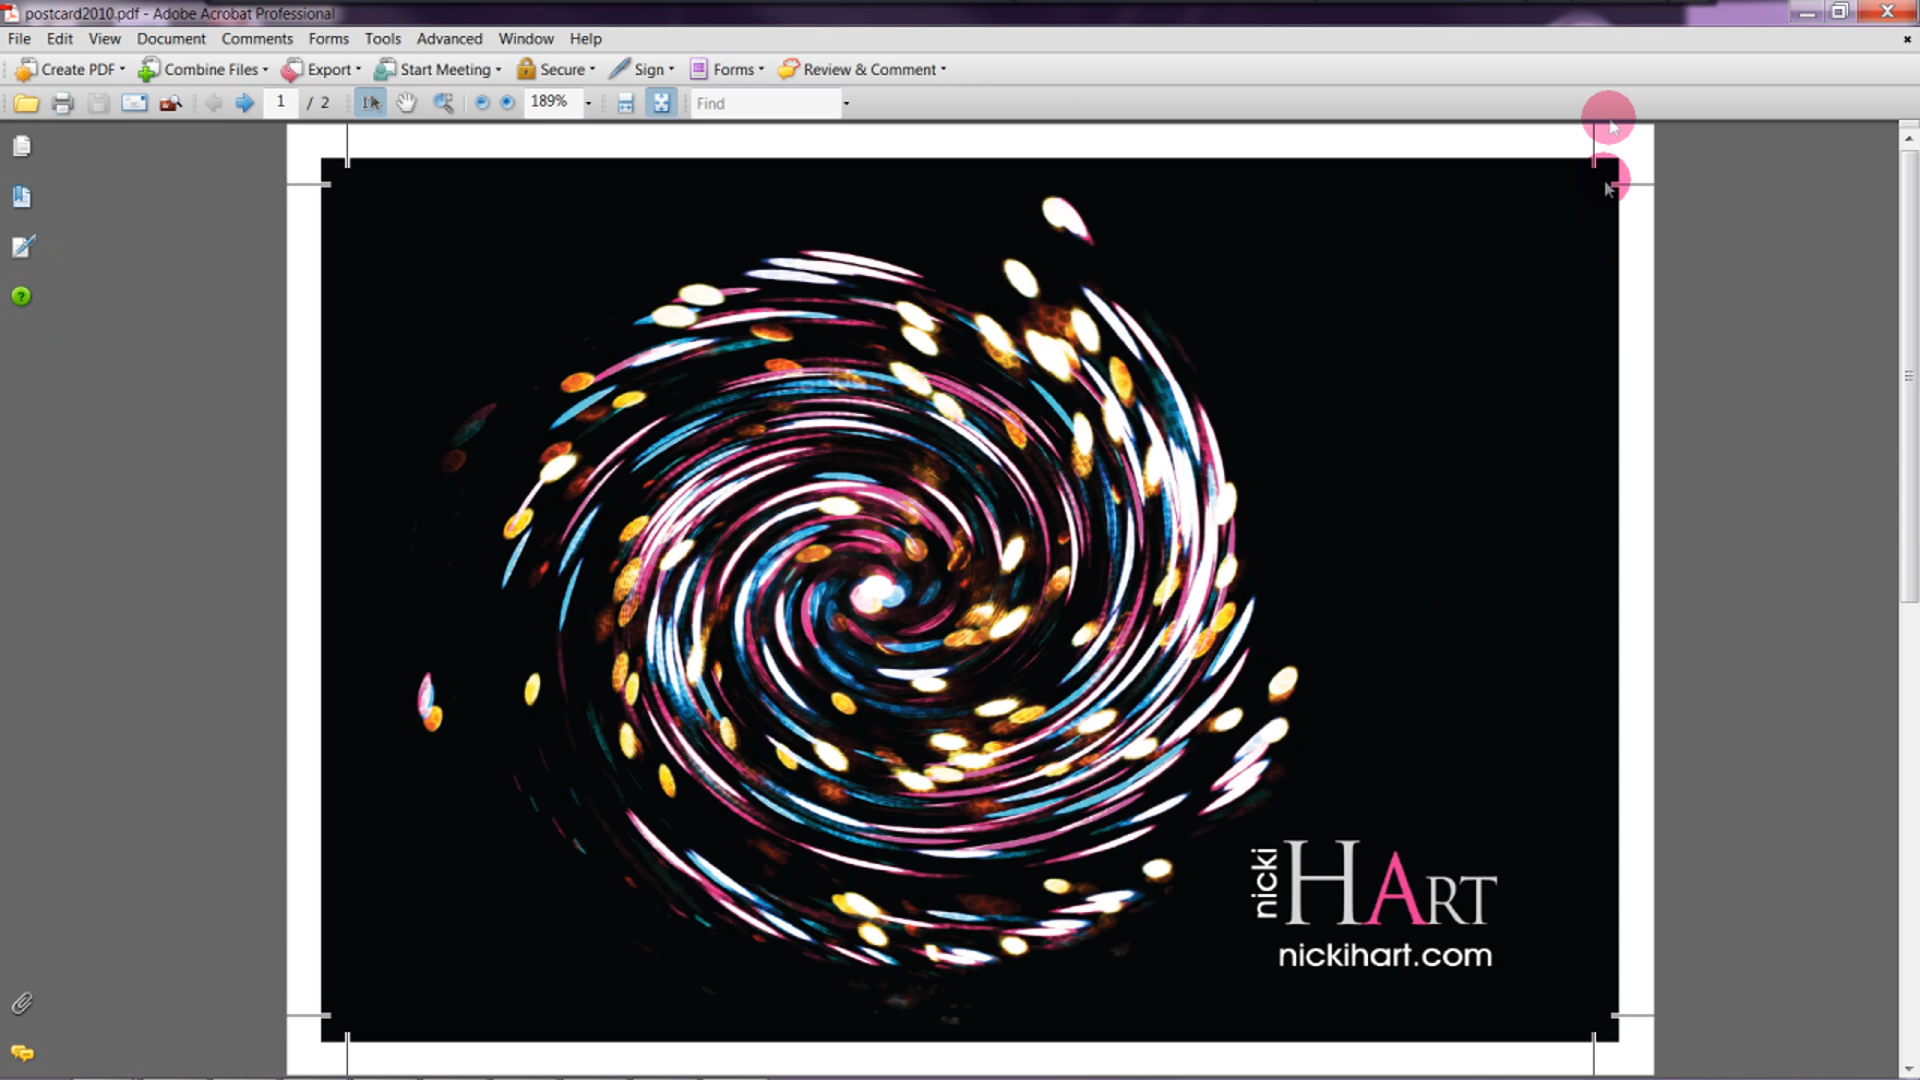 postcard2010.pdf - Adobe Acrobat Professional
File Edit View Document Comments Forms Tools Advanced Window Help
Create PDF Combine Files Export Start Meeting Secure Sign Forms Review & Comment
1 / 2 189% Find
nicki
HART
nickihart.com